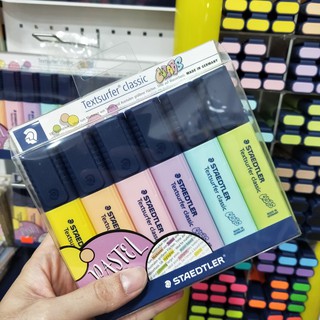 Textsurfer® classic
MADE IN GERMANY
STAEDTLER
Textsurfer classic
STAEDTLER
Textsurfer classic
STAEDTLER
Textsurfer classic
STAEDTLER
Textsurfer classic
STAEDTLER
Textsurfer classic
PASTEL
STAEDTLER